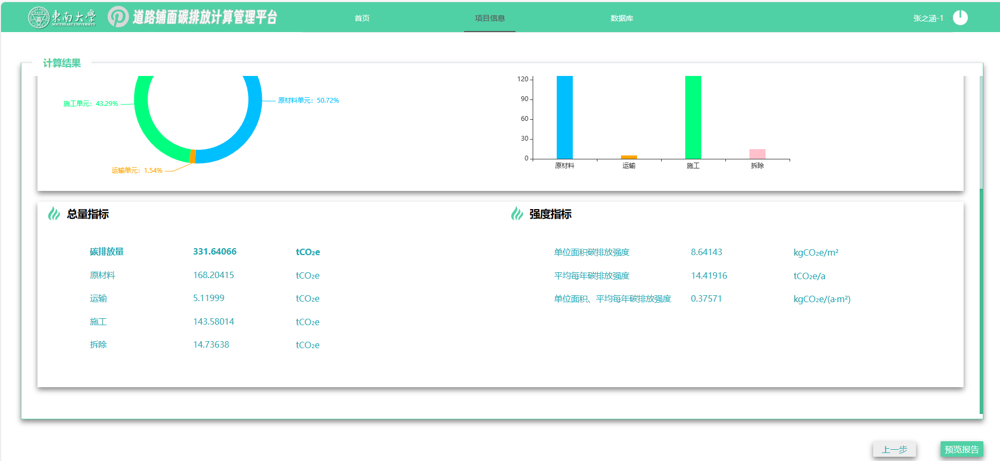 東南大學
SOUTHEAST UNIVERSITY
道路铺面碳排放计算管理平台
首页
项目信息
数据库
张之涵-1
计算结果
施工单元：43.29%
原材料单元：50.72%
运输单元：1.54%
120
90
60
30
0
原材料
运输
施工
拆除
总量指标
碳排放量 331.64066 tCO₂e
原材料 168.20415 tCO₂e
运输 5.11999 tCO₂e
施工 143.58014 tCO₂e
拆除 14.73638 tCO₂e
强度指标
单位面积碳排放强度 8.64143 kgCO₂e/m²
平均每年碳排放强度 14.41916 tCO₂e/a
单位面积、平均每年碳排放强度 0.37571 kgCO₂e/(a·m²)
上一步
预览报告